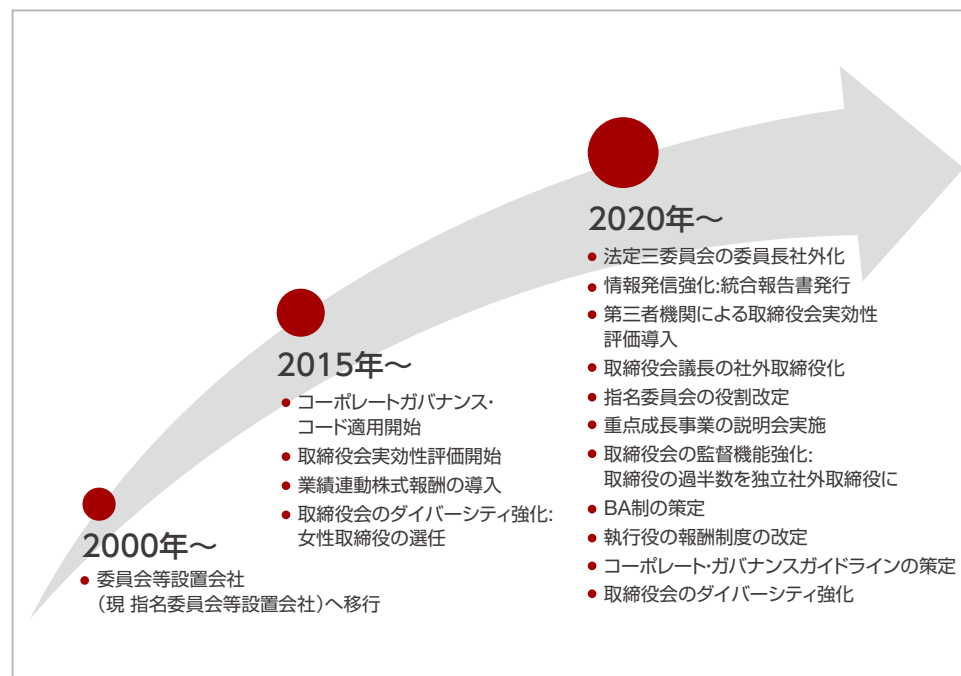 2000年～
• 委員会等設置会社
（現 指名委員会等設置会社）へ移行
2015年～
• コーポレートガバナンス・
コード適用開始
• 取締役会実効性評価開始
• 業績連動株式報酬の導入
• 取締役会のダイバーシティ強化:
女性取締役の選任
2020年～
• 法定三委員会の委員長社外化
• 情報発信強化:統合報告書発行
• 第三者機関による取締役会実効性
評価導入
• 取締役会議長の社外取締役化
• 指名委員会の役割改定
• 重点成長事業の説明会実施
• 取締役会の監督機能強化:
取締役の過半数を独立社外取締役に
• BA制の策定
• 執行役の報酬制度の改定
• コーポレート・ガバナンスガイドラインの策定
• 取締役会のダイバーシティ強化